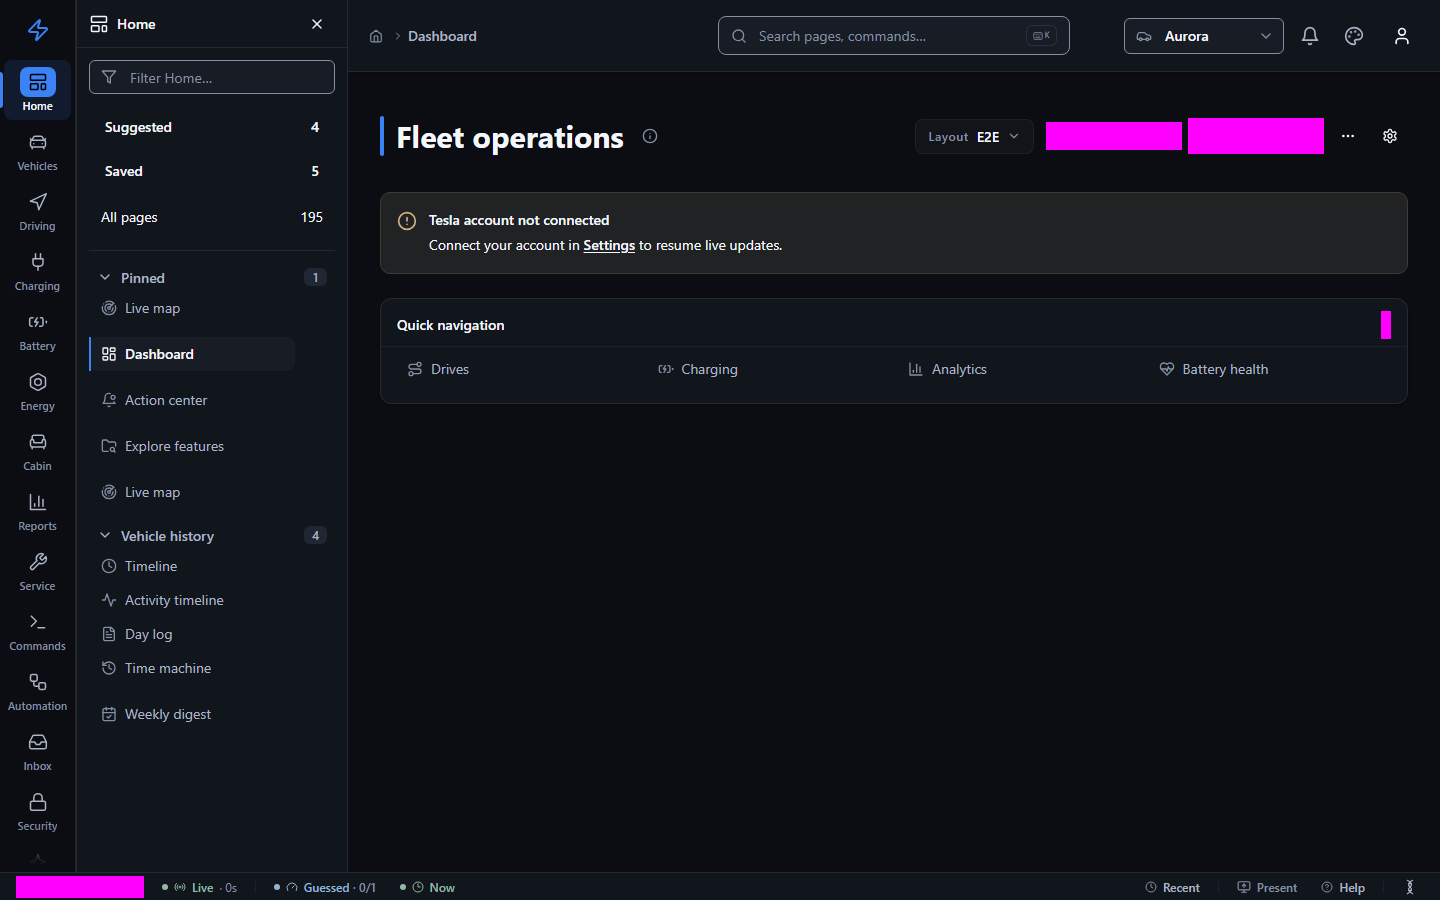 Home
Vehicles
Driving
Charging
Battery
Energy
Cabin
Reports
Service
Commands
Automation
Inbox
Security
Home
Filter Home...
Suggested 4
Saved 5
All pages 195
Pinned 1
Live map
Dashboard
Action center
Explore features
Live map
Vehicle history 4
Timeline
Activity timeline
Day log
Time machine
Weekly digest
Dashboard
Search pages, commands... K
Aurora
Fleet operations
Layout E2E
Tesla account not connected
Connect your account in Settings to resume live updates.
Quick navigation
Drives Charging Analytics Battery health
Live · 0s Guessed · 0/1 Now Recent Present Help